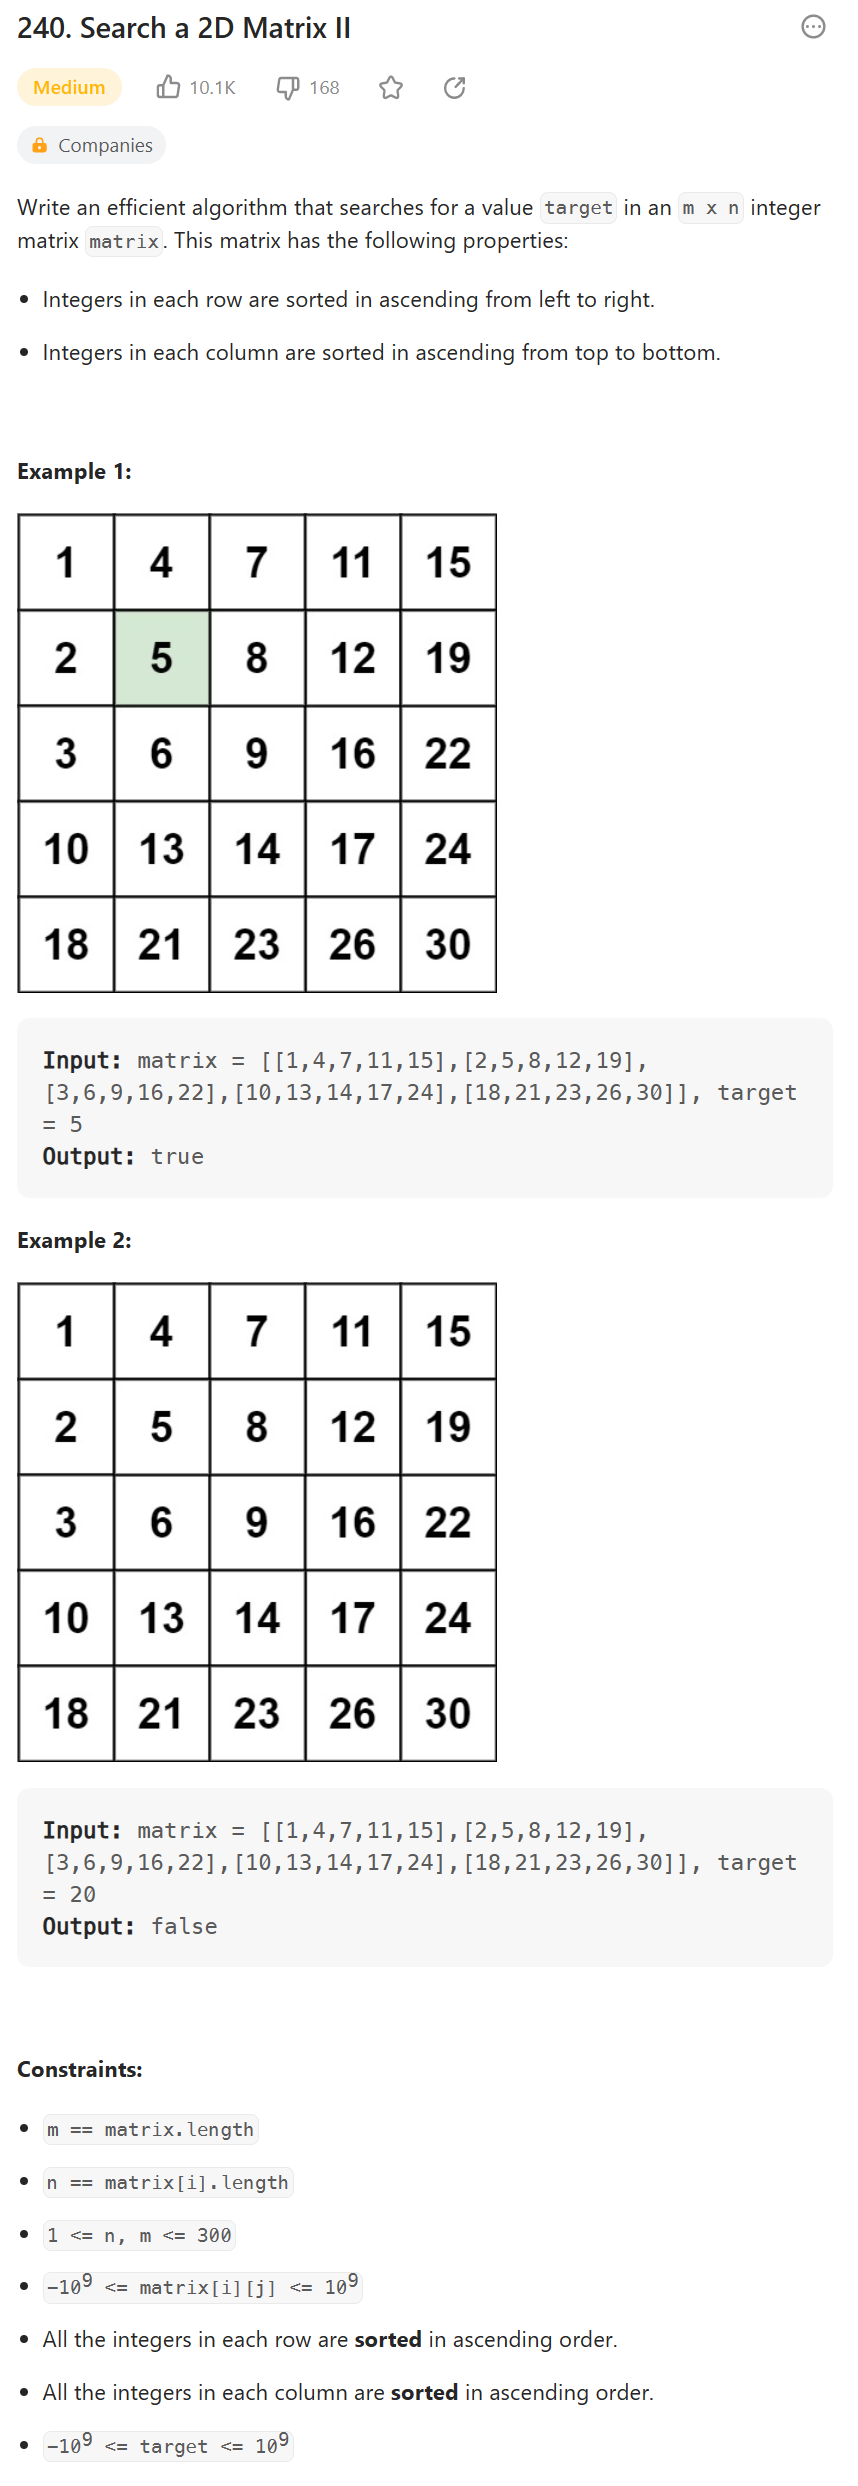 240. Search a 2D Matrix II
Medium 10.1K 168
Companies
Write an efficient algorithm that searches for a value target in an m x n integer
matrix matrix. This matrix has the following properties:
• Integers in each row are sorted in ascending from left to right.
• Integers in each column are sorted in ascending from top to bottom.
Example 1:
1 4 7 11 15
2 5 8 12 19
3 6 9 16 22
10 13 14 17 24
18 21 23 26 30
Input: matrix = [[1,4,7,11,15],[2,5,8,12,19],
[3,6,9,16,22],[10,13,14,17,24],[18,21,23,26,30]], target
= 5
Output: true
Example 2:
1 4 7 11 15
2 5 8 12 19
3 6 9 16 22
10 13 14 17 24
18 21 23 26 30
Input: matrix = [[1,4,7,11,15],[2,5,8,12,19],
[3,6,9,16,22],[10,13,14,17,24],[18,21,23,26,30]], target
= 20
Output: false
Constraints:
• m == matrix.length
• n == matrix[i].length
• 1 <= n, m <= 300
• -10⁹ <= matrix[i][j] <= 10⁹
• All the integers in each row are sorted in ascending order.
• All the integers in each column are sorted in ascending order.
• -10⁹ <= target <= 10⁹